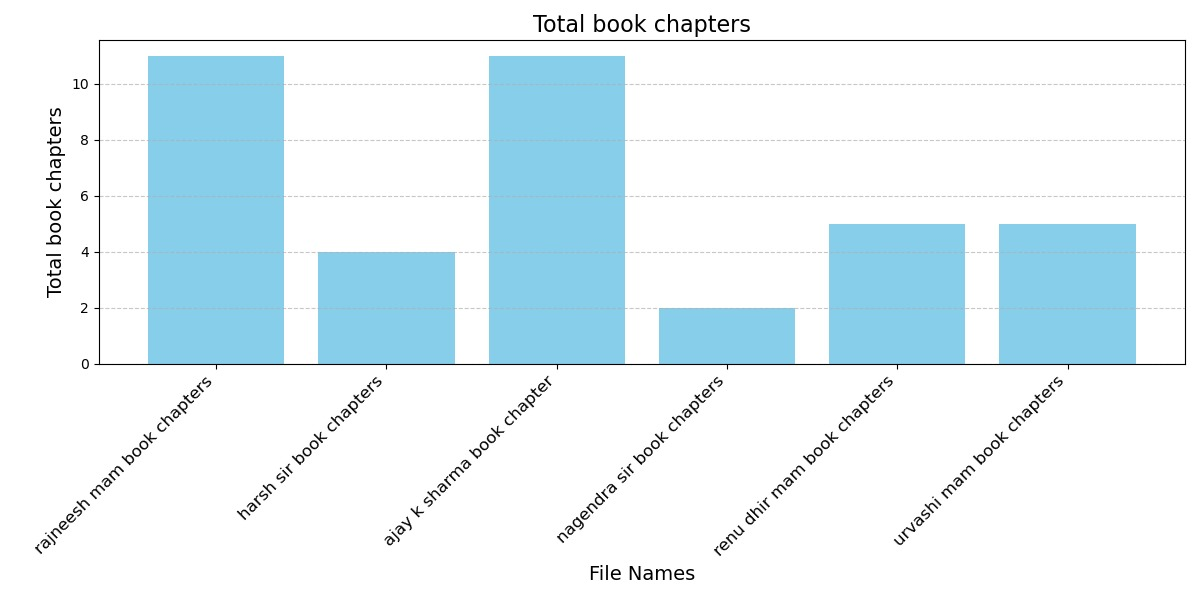 Total book chapters
Total book chapters
10
8
6
4
2
0
rajneesh mam book chapters
harsh sir book chapters
ajay k sharma book chapter
nagendra sir book chapters
renu dhir mam book chapters
urvashi mam book chapters
File Names